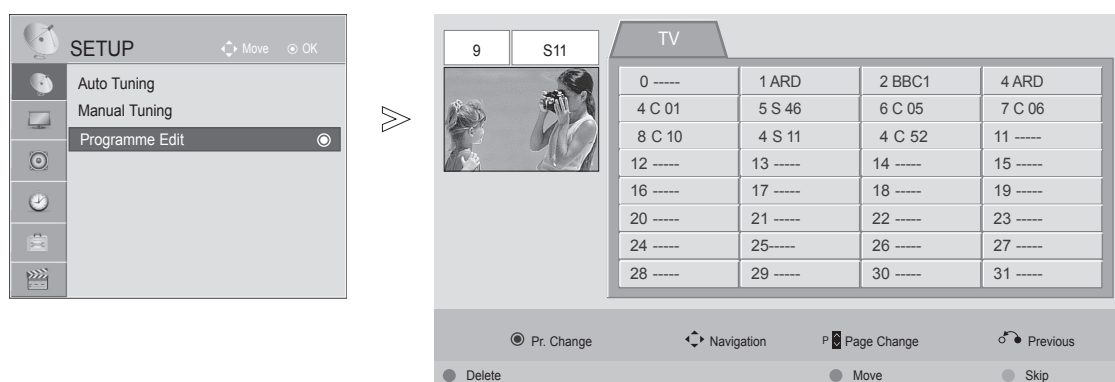 SETUP
Move OK
Auto Tuning
Manual Tuning
Programme Edit
9 S11
TV
0 ----- 1 ARD 2 BBC1 4 ARD
4 C 01 5 S 46 6 C 05 7 C 06
8 C 10 4 S 11 4 C 52 11 -----
12 ----- 13 ----- 14 ----- 15 -----
16 ----- 17 ----- 18 ----- 19 -----
20 ----- 21 ----- 22 ----- 23 -----
24 ----- 25----- 26 ----- 27 -----
28 ----- 29 ----- 30 ----- 31 -----
Pr. Change Navigation P Page Change Previous
Delete Move Skip